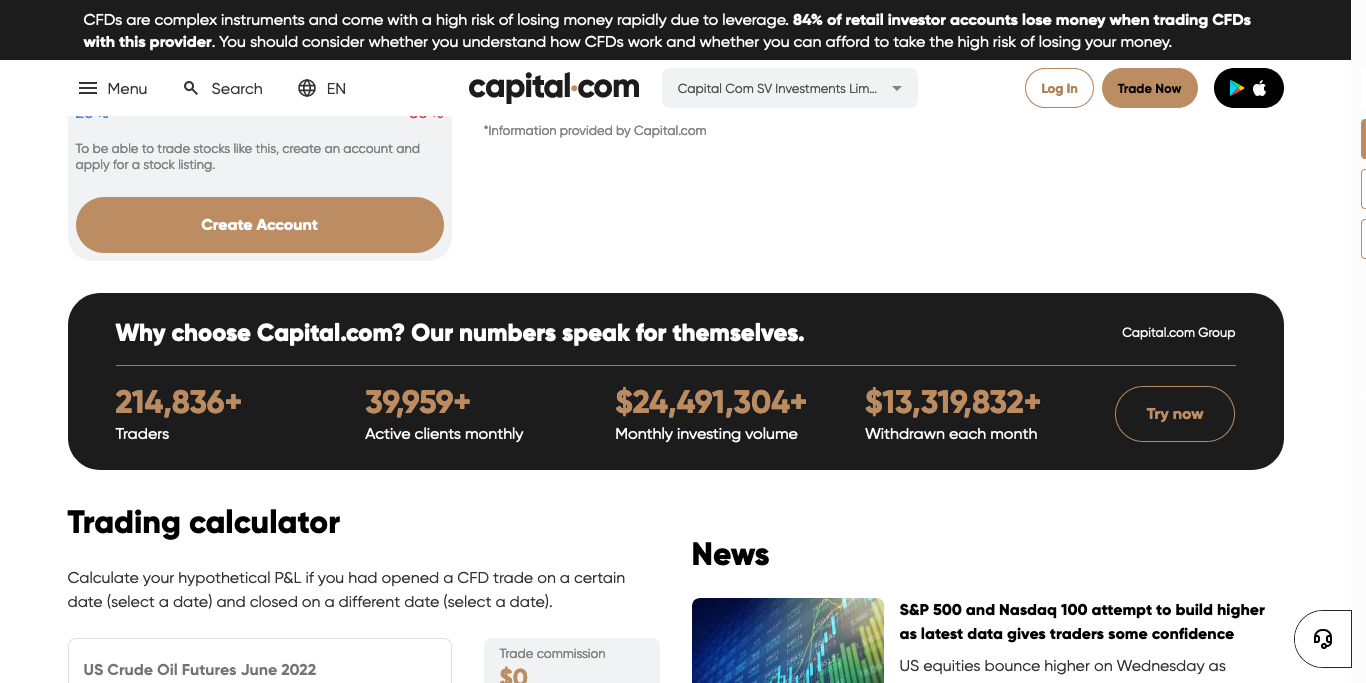 CFDs are complex instruments and come with a high risk of losing money rapidly due to leverage. 84% of retail investor accounts lose money when trading CFDs
with this provider. You should consider whether you understand how CFDs work and whether you can afford to take the high risk of losing your money.
Menu
Search
EN
capital.com
Capital Com SV Investments Lim...
Log In
Trade Now
*Information provided by Capital.com
To be able to trade stocks like this, create an account and
apply for a stock listing.
Create Account
Why choose Capital.com? Our numbers speak for themselves.
Capital.com Group
214,836+
Traders
39,959+
Active clients monthly
$24,491,304+
Monthly investing volume
$13,319,832+
Withdrawn each month
Try now
Trading calculator
Calculate your hypothetical P&L if you had opened a CFD trade on a certain
date (select a date) and closed on a different date (select a date).
US Crude Oil Futures June 2022
Trade commission
$0
News
S&P 500 and Nasdaq 100 attempt to build higher
as latest data gives traders some confidence
US equities bounce higher on Wednesday as